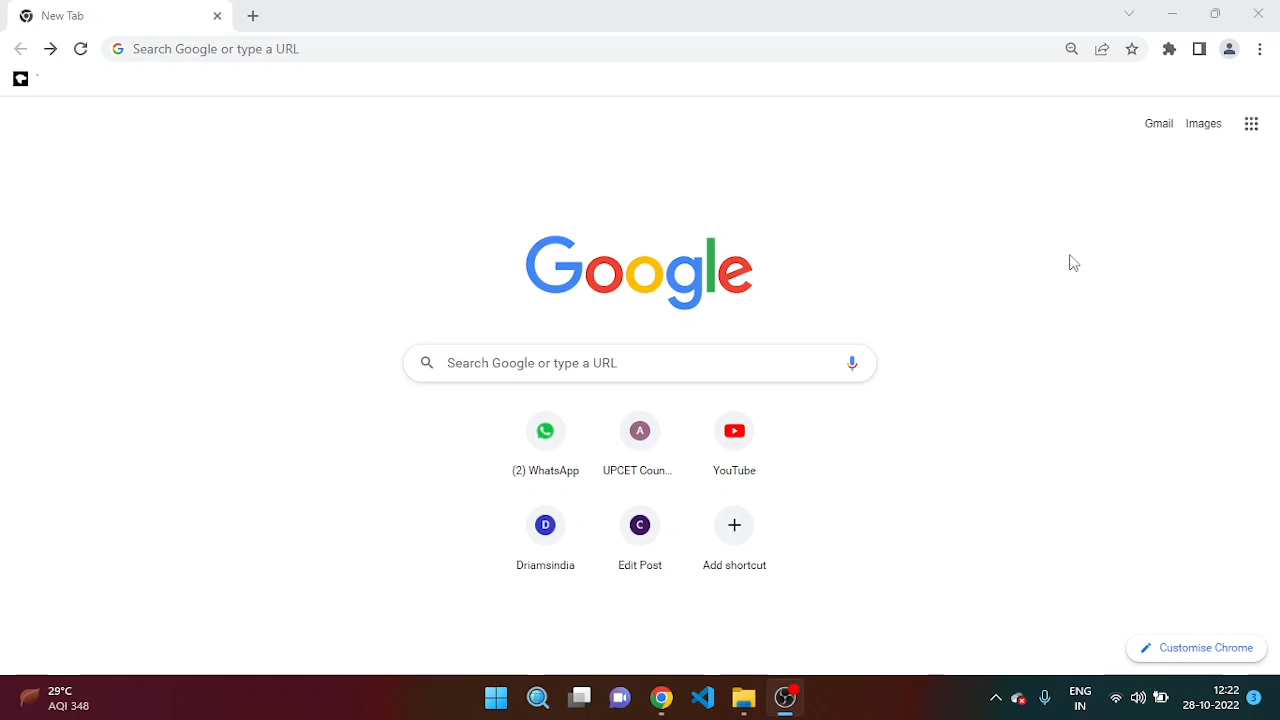 New Tab
Search Google or type a URL
`
Gmail Images
Google
Search Google or type a URL
(2) WhatsApp
A
UPCET Coun...
YouTube
D
Driamsindia
C
Edit Post
Add shortcut
Customise Chrome
29°C
AQI 348
ENG
IN
12:22
28-10-2022
3